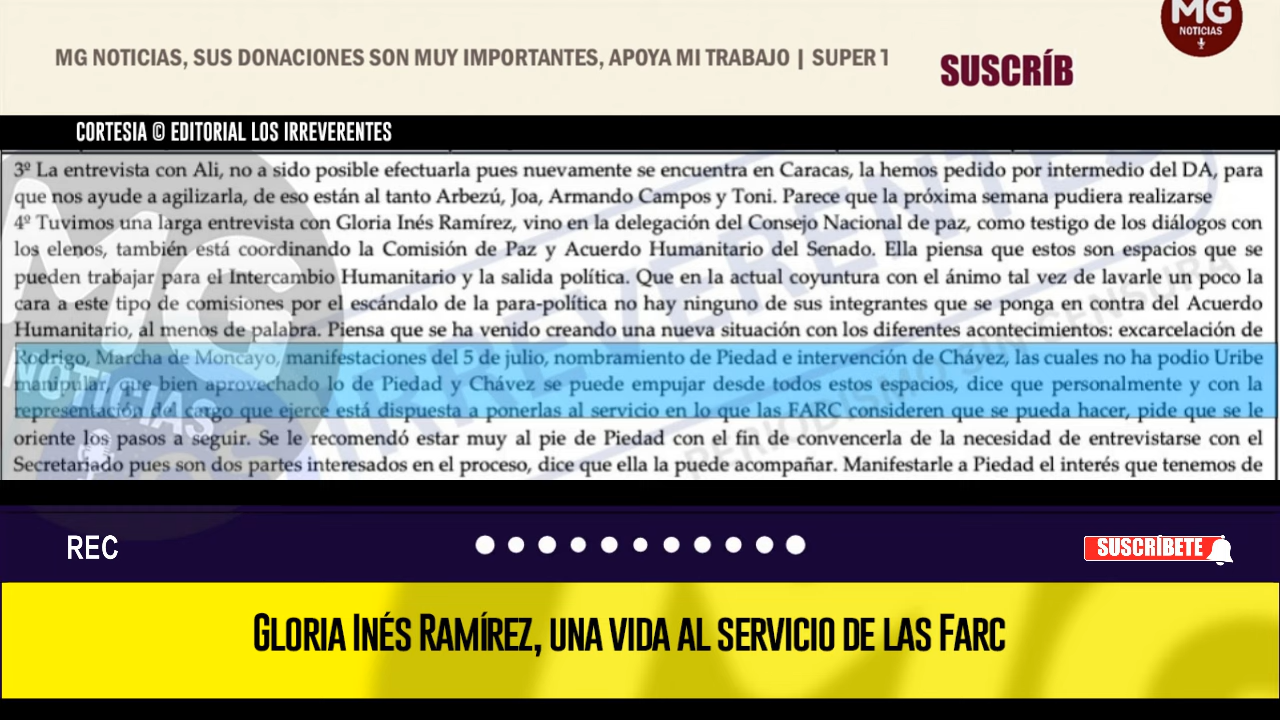 MG
NOTICIAS
MG NOTICIAS, SUS DONACIONES SON MUY IMPORTANTES, APOYA MI TRABAJO | SUPER T
SUSCRÍB
CORTESIA © EDITORIAL LOS IRREVERENTES
3º La entrevista con Ali, no a sido posible efectuarla pues nuevamente se encuentra en Caracas, la hemos pedido por intermedio del DA, para
que nos ayude a agilizarla, de eso están al tanto Arbezú, Joa, Armando Campos y Toni. Parece que la próxima semana pudiera realizarse
4º Tuvimos una larga entrevista con Gloria Inés Ramírez, vino en la delegación del Consejo Nacional de paz, como testigo de los diálogos con
los elenos, también está coordinando la Comisión de Paz y Acuerdo Humanitario del Senado. Ella piensa que estos son espacios que se
pueden trabajar para el Intercambio Humanitario y la salida política. Que en la actual coyuntura con el ánimo tal vez de lavarle un poco la
cara a este tipo de comisiones por el escándalo de la para-política no hay ninguno de sus integrantes que se ponga en contra del Acuerdo
Humanitario, al menos de palabra. Piensa que se ha venido creando una nueva situación con los diferentes acontecimientos: excarcelación de
Rodrigo, Marcha de Moncayo, manifestaciones del 5 de julio, nombramiento de Piedad e intervención de Chávez, las cuales no ha podio Uribe
manipular, que bien aprovechado lo de Piedad y Chávez se puede empujar desde todos estos espacios, dice que personalmente y con la
representación del cargo que ejerce está dispuesta a ponerlas al servicio en lo que las FARC consideren que se pueda hacer, pide que se le
oriente los pasos a seguir. Se le recomendó estar muy al pie de Piedad con el fin de convencerla de la necesidad de entrevistarse con el
Secretariado pues son dos partes interesados en el proceso, dice que ella la puede acompañar. Manifestarle a Piedad el interés que tenemos de
MG
NOTICIAS
IRREVERENTES
PERIODISMO SIN CENSURA
REC
SUSCRÍBETE
GLORIA INÉS RAMÍREZ, UNA VIDA AL SERVICIO DE LAS FARC